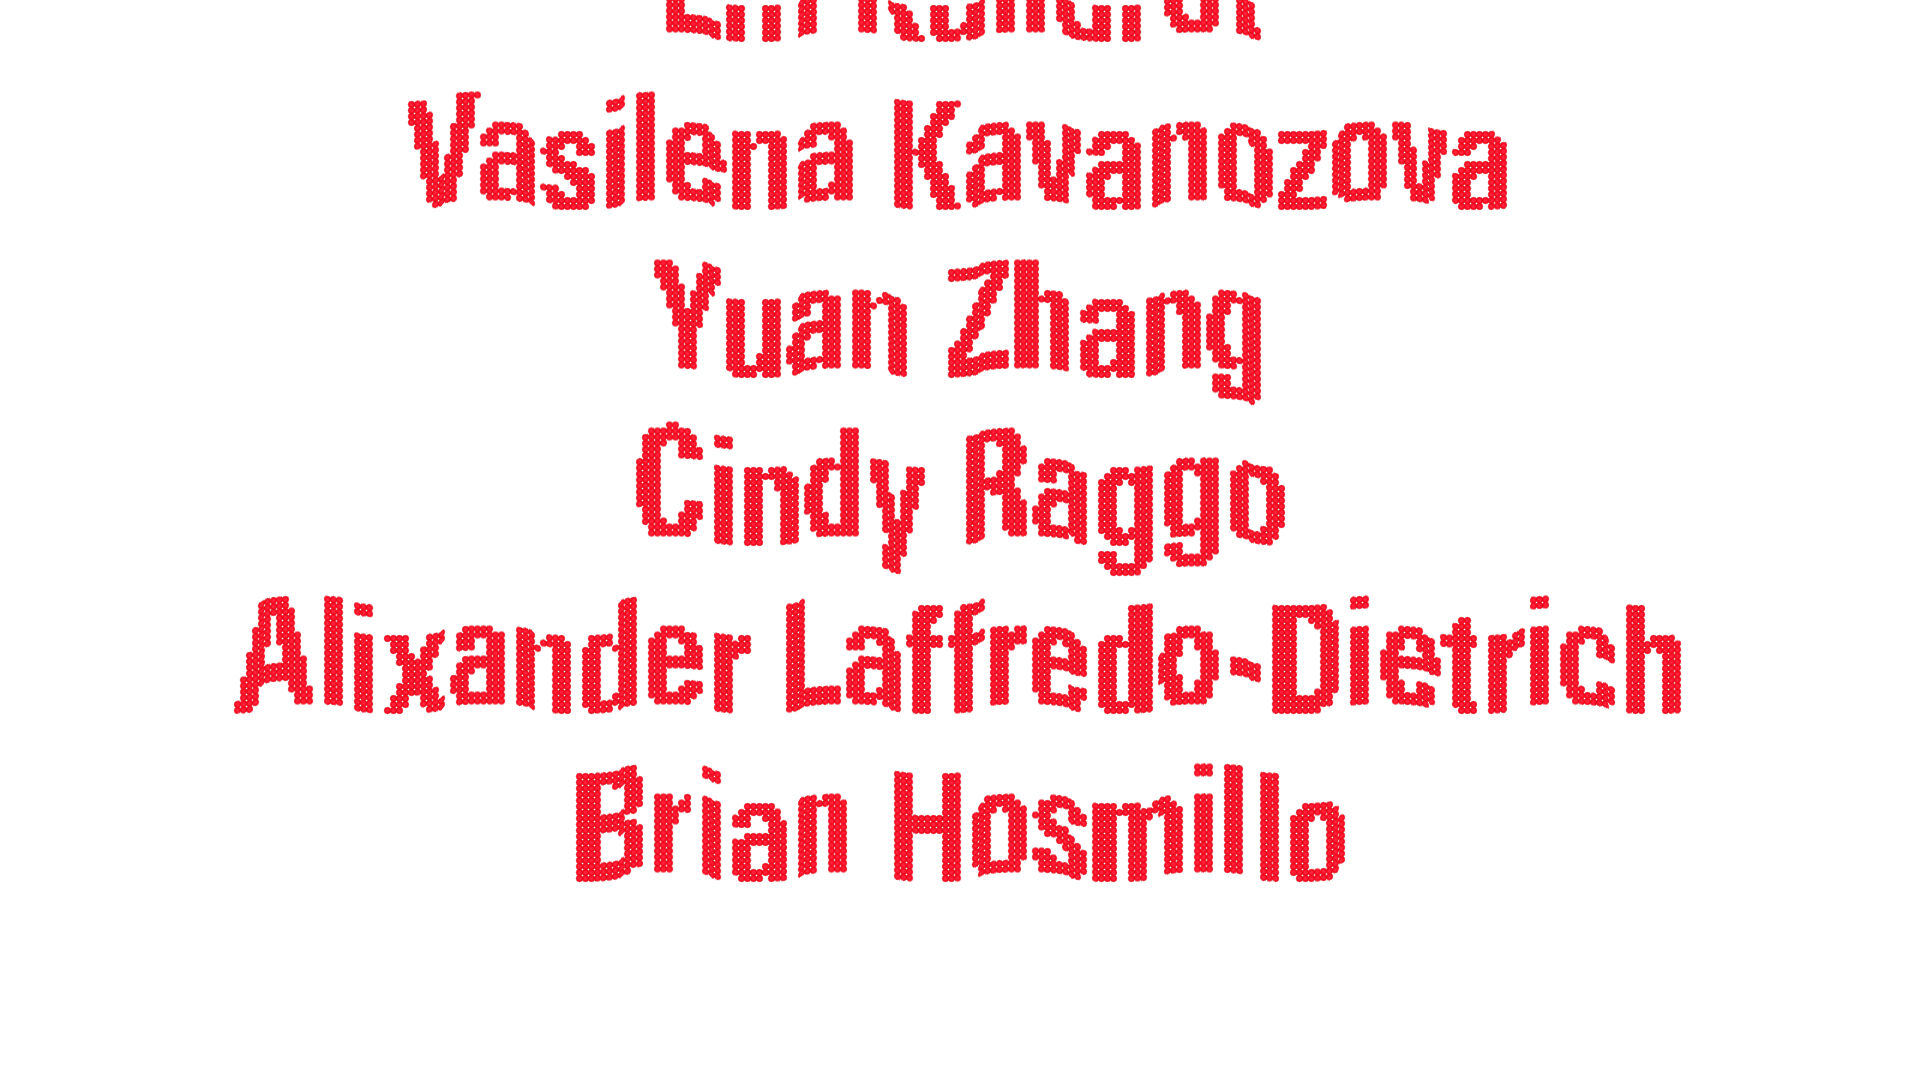 Vasilena Kavanozova
Yuan Zhang
Cindy Raggo
Alixander Laffredo-Dietrich
Brian Hosmillo